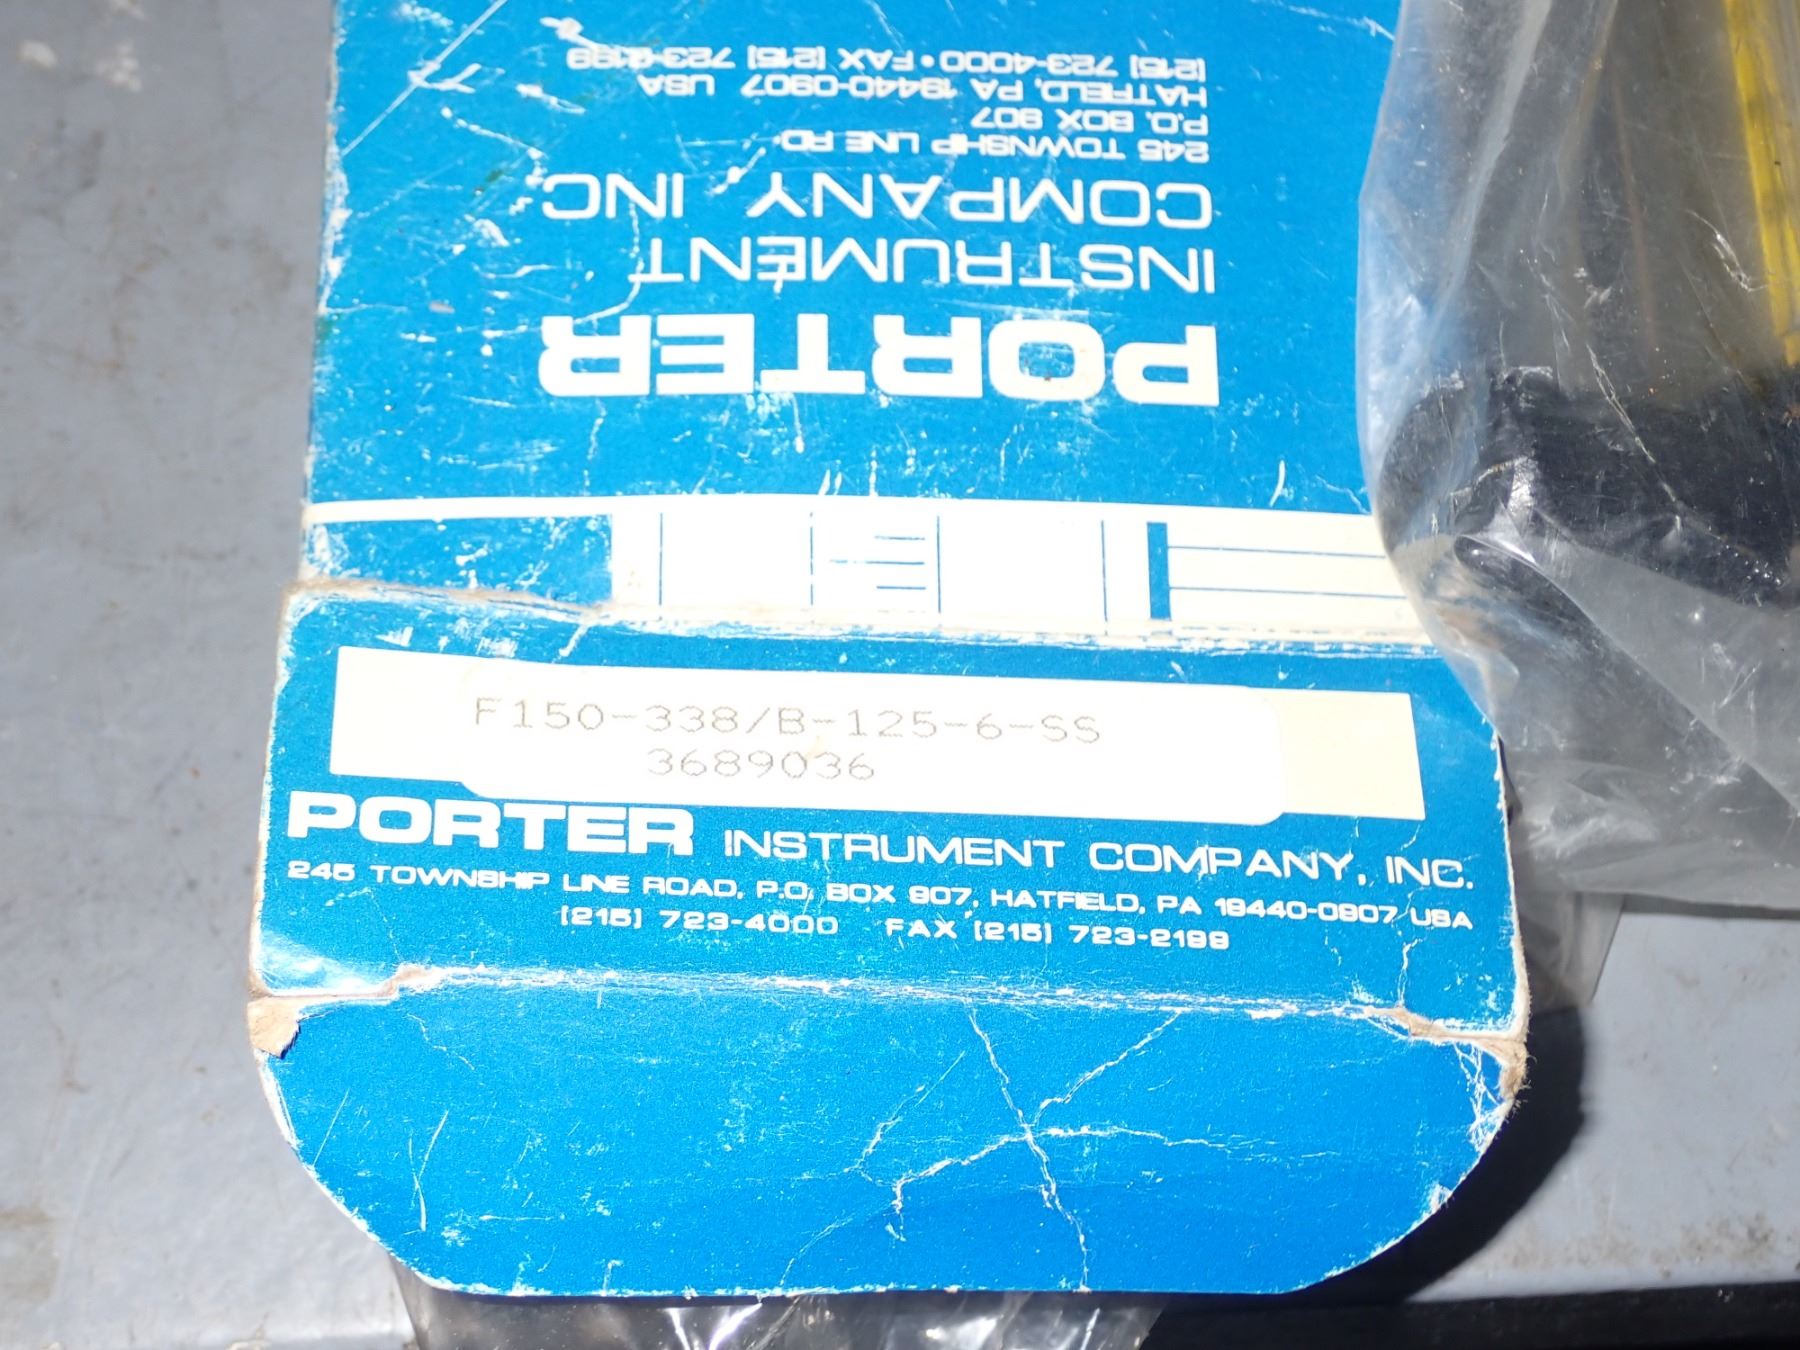 PORTER
INSTRUMENT
COMPANY INC
245 TOWNSHIP LINE RD.
P.O. BOX 907
HATFIELD, PA 19440-0907 USA
(215) 723-4000 • FAX (215) 723-2199
F150-338/B-125-6-SS
3689036
PORTER INSTRUMENT COMPANY, INC.
245 TOWNSHIP LINE ROAD, P.O. BOX 907, HATFIELD, PA 19440-0907 USA
(215) 723-4000 FAX (215) 723-2199